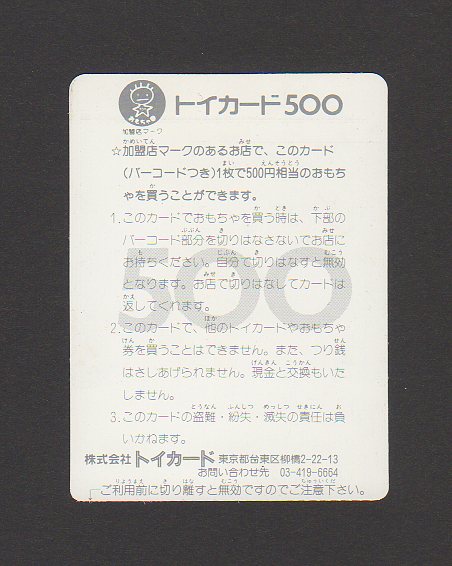 おもちゃ券
トイカード500
加盟店マーク
☆加盟店マークのあるお店で、このカード
(バーコードつき)1枚で500円相当のおもち
ゃを買うことができます。
1.このカードでおもちゃを買う時は、下部の
バーコード部分を切りはなさないでお店に
お持ちください。自分で切りはなすと無効
となります。お店で切りはなしてカードは
返してくれます。
2.このカードで、他のトイカードやおもちゃ
券を買うことはできません。また、つり銭
はさしあげられません。現金と交換もいた
しません。
3.このカードの盗難・紛失・滅失の責任は負
いかねます。
500
株式会社 トイカード 東京都台東区柳橋2-22-13
お問い合わせ先 03-419-6664
ご利用前に切り離すと無効ですのでご注意下さい。